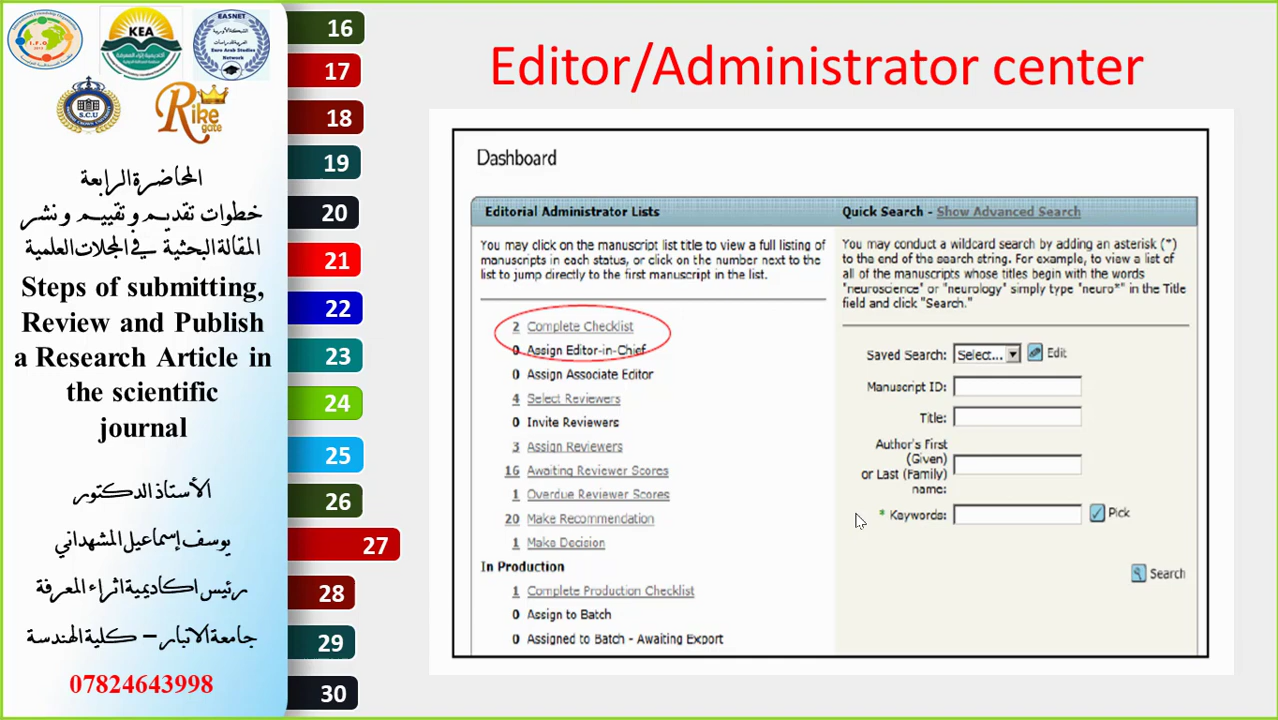 KEA
EASNET
الشبكة الأوروبية
العربية للدراسات
Euro Arab Studies
Network
I.F.O
S.C.U
Rike
gate
المحاضرة الرابعة
خطوات تقديم و تقييم و نشر
المقالة البحثية في المجلات العلمية
Steps of submitting,
Review and Publish
a Research Article in
the scientific
journal
الأستاذ الدكتور
يوسف إسماعيل المشهداني
رئيس اكاديمية اثراء المعرفة
جامعة الانبار – كلية الهندسة
07824643998
16
17
18
19
20
21
22
23
24
25
26
27
28
29
30
Editor/Administrator center
Dashboard
Editorial Administrator Lists
You may click on the manuscript list title to view a full listing of
manuscripts in each status, or click on the number next to the
list to jump directly to the first manuscript in the list.
2 Complete Checklist
0 Assign Editor-in-Chief
0 Assign Associate Editor
4 Select Reviewers
0 Invite Reviewers
3 Assign Reviewers
16 Awaiting Reviewer Scores
1 Overdue Reviewer Scores
20 Make Recommendation
1 Make Decision
In Production
1 Complete Production Checklist
0 Assign to Batch
0 Assigned to Batch - Awaiting Export
Quick Search - Show Advanced Search
You may conduct a wildcard search by adding an asterisk (*)
to the end of the search string. For example, to view a list
of all of the manuscripts whose titles begin with the words
"neuroscience" or "neurology" simply type "neuro*" in the Title
field and click "Search."
Saved Search: Select... Edit
Manuscript ID:
Title:
Author's First
(Given)
or Last (Family)
name:
* Keywords: Pick
Search